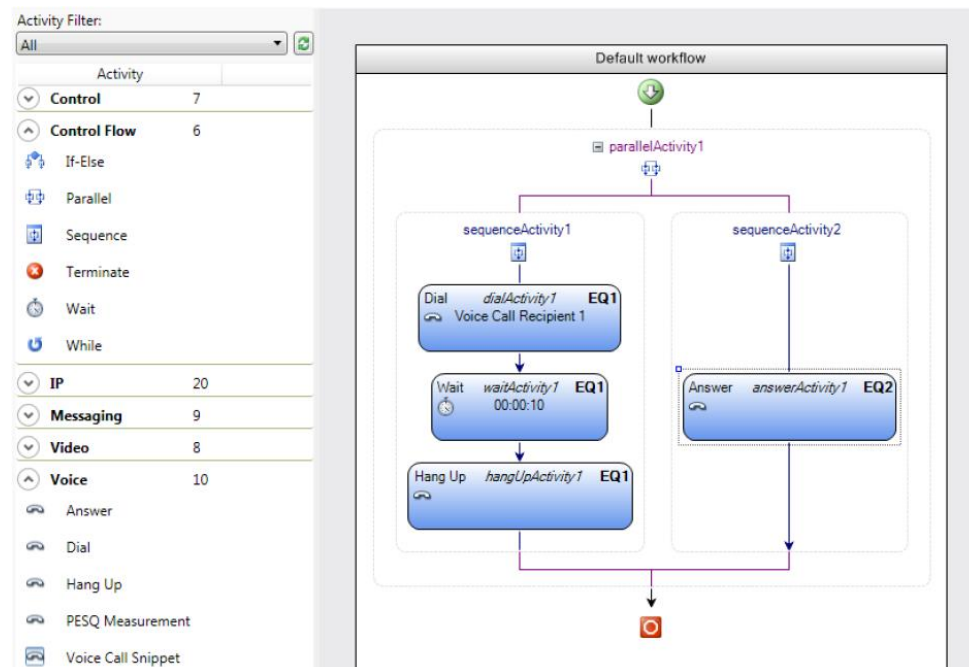 Activity Filter:
All
Activity
Control 7
Control Flow 6
If-Else
Parallel
Sequence
Terminate
Wait
While
IP 20
Messaging 9
Video 8
Voice 10
Answer
Dial
Hang Up
PESQ Measurement
Voice Call Snippet
Default workflow
parallelActivity1
sequenceActivity1
Dial dialActivity1 EQ1
Voice Call Recipient 1
Wait waitActivity1 EQ1
00:00:10
Hang Up hangUpActivity1 EQ1
sequenceActivity2
Answer answerActivity1 EQ2